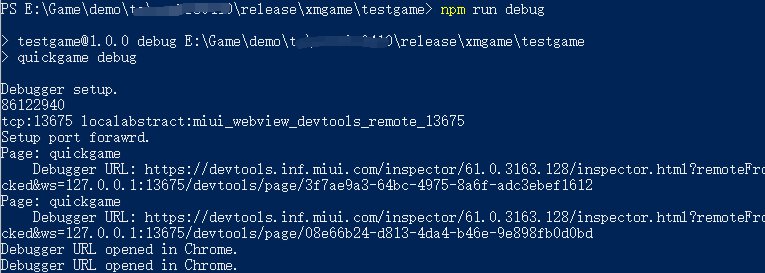 PS E:\Game\demo\t \release\xmgame\testgame> npm run debug
> testgame@1.0.0 debug E:\Game\demo\t \release\xmgame\testgame
> quickgame debug
Debugger setup.
86122940
tcp:13675 localabstract:miui_webview_devtools_remote_13675
Setup port forawrd.
Page: quickgame
Debugger URL: https://devtools.inf.miui.com/inspector/61.0.3163.128/inspector.html?remoteFro
cked&ws=127.0.0.1:13675/devtools/page/3f7ae9a3-64bc-4975-8a6f-adc3ebef1612
Page: quickgame
Debugger URL: https://devtools.inf.miui.com/inspector/61.0.3163.128/inspector.html?remoteFro
cked&ws=127.0.0.1:13675/devtools/page/08e66b24-d813-4da4-b46e-9e898fb0d0bd
Debugger URL opened in Chrome.
Debugger URL opened in Chrome.